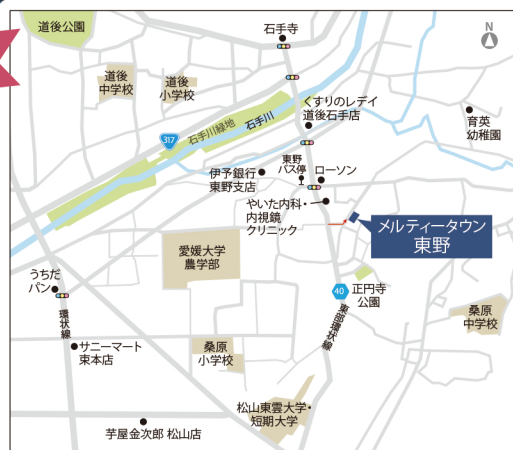 道後公園
石手寺
N
道後
中学校
道後
小学校
くすりのレデイ
道後石手店
石手川緑地
石手川
317
育英
幼稚園
東野
バス停
伊予銀行
東野支店
ローソン
やいた内科・
内視鏡
クリニック
メルティータウン
東野
愛媛大学
農学部
うちだ
パン
40
正円寺
公園
環状線
東部環状線
桑原
中学校
サニーマート
東本店
桑原
小学校
松山東雲大学・
短期大学
芋屋金次郎 松山店